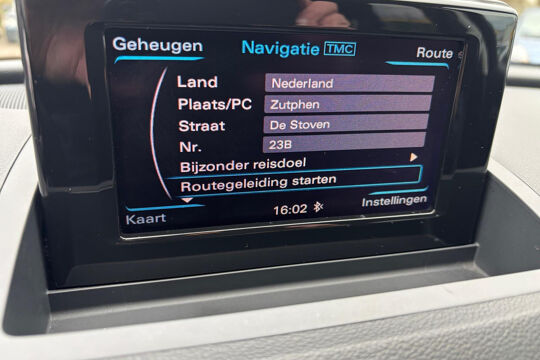 Geheugen Navigatie TMC Route
Land Nederland
Plaats/PC Zutphen
Straat De Stoven
Nr. 23B
Bijzonder reisdoel
Routegeleiding starten
Kaart 16:02 Instellingen